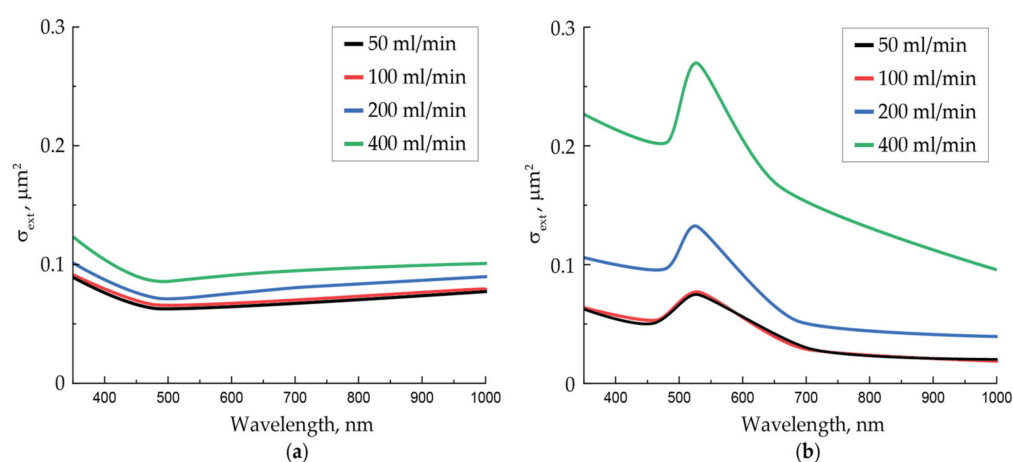 0.3
0.2
0.1
0
σext, μm²
50 ml/min
100 ml/min
200 ml/min
400 ml/min
400 500 600 700 800 900 1000
Wavelength, nm
(a)
0.3
0.2
0.1
0
σext, μm²
50 ml/min
100 ml/min
200 ml/min
400 ml/min
400 500 600 700 800 900 1000
Wavelength, nm
(b)